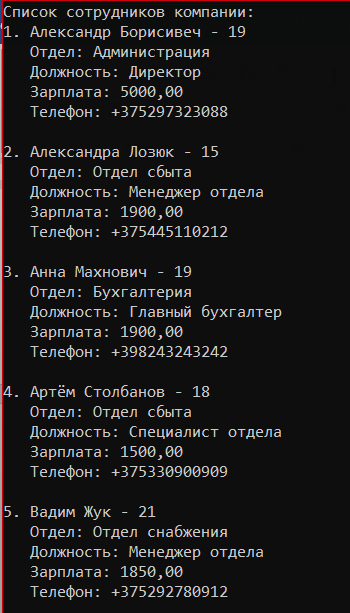 Список сотрудников компании:
1. Александр Борисивеч - 19
Отдел: Администрация
Должность: Директор
Зарплата: 5000,00
Телефон: +375297323088
2. Александра Лозюк - 15
Отдел: Отдел сбыта
Должность: Менеджер отдела
Зарплата: 1900,00
Телефон: +375445110212
3. Анна Махнович - 19
Отдел: Бухгалтерия
Должность: Главный бухгалтер
Зарплата: 1900,00
Телефон: +398243243242
4. Артём Столбанов - 18
Отдел: Отдел сбыта
Должность: Специалист отдела
Зарплата: 1500,00
Телефон: +375330900909
5. Вадим Жук - 21
Отдел: Отдел снабжения
Должность: Менеджер отдела
Зарплата: 1850,00
Телефон: +375292780912